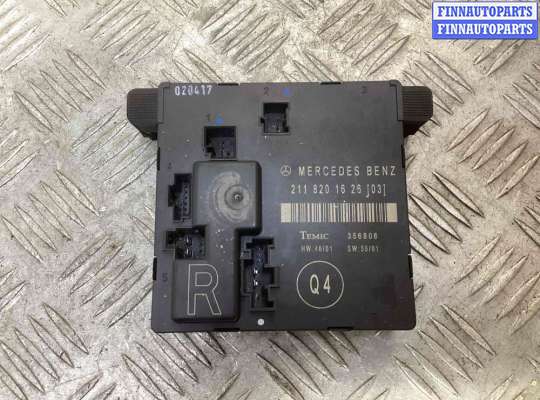 FINNAUTOPARTS
FINNAUTOPARTS
020417
1
2
3
4
5
MERCEDES BENZ
211 820 16 26 [03]
TEMIC 356808
HW:46/01 SW:50/01
R
Q4